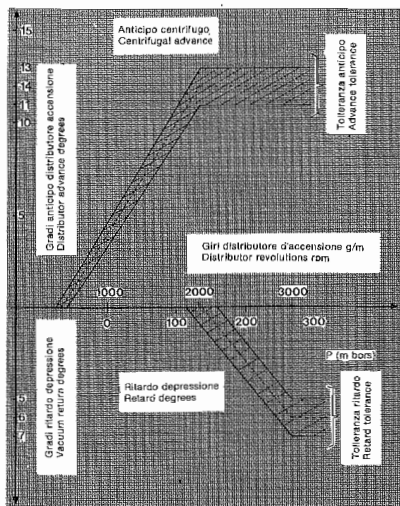 15
Anticipo centrifugo
Centrifugal advance
13
12
11
10
Gradi anticipo distributore accensione
Distributor advance degrees
Tolleranza anticipo
Advance tolerance
5
Giri distributore d'accensione g/m
Distributor revolutions rpm
1000 2000 3000
0 100 200 300
P (m bars)
Gradi ritardo depressione
Vacuum return degrees
Ritardo depressione
Retard degrees
5
6
7
Tolleranza ritardo
Retard tolerance